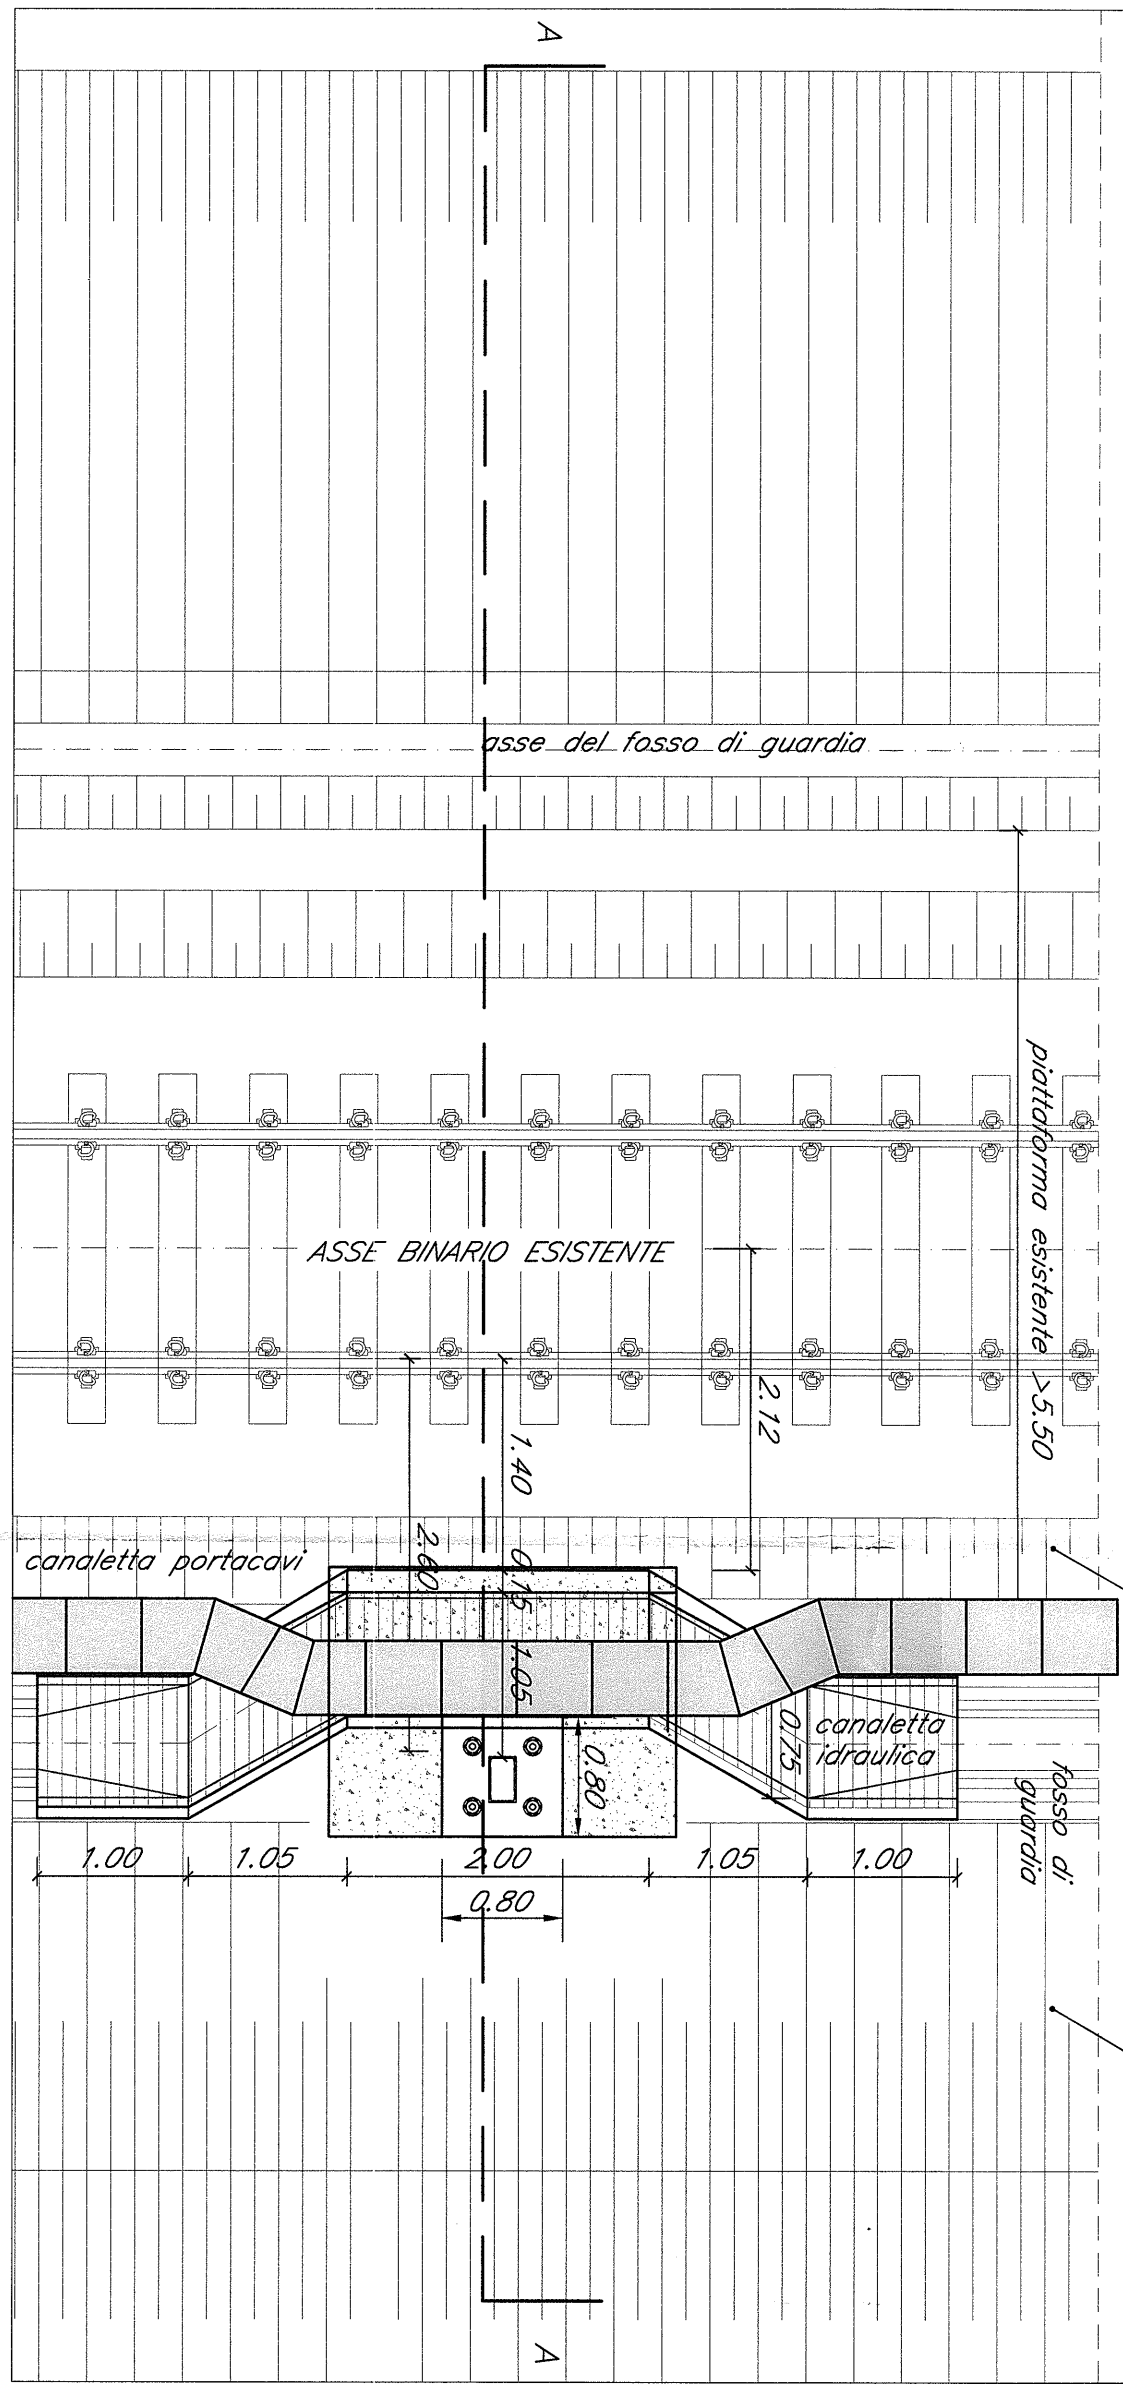 A
asse del fosso di guardia
piattaforma esistente >5.50
ASSE BINARIO ESISTENTE
2.12
1.40
2.60
0.15
1.05
canaletta portacavi
canaletta
idraulica
0.75
0.80
fosso di
guardia
1.00
1.05
2.00
1.05
1.00
0.80
A